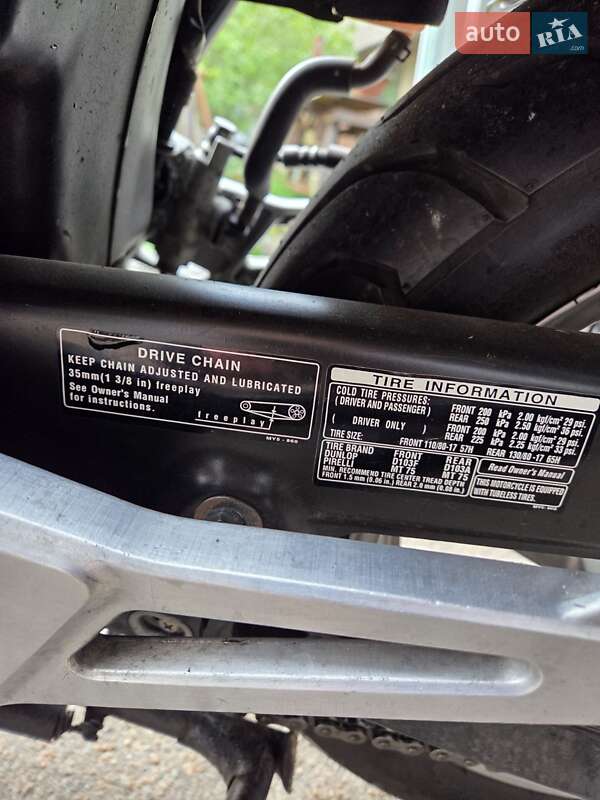 auto RIA .com
DRIVE CHAIN
KEEP CHAIN ADJUSTED AND LUBRICATED
35mm(1 3/8 in) freeplay
See Owner's Manual
for instructions.
freeplay
MV9-860
TIRE INFORMATION
COLD TIRE PRESSURES:
(DRIVER AND PASSENGER) FRONT 200 kPa 2.00 kgf/cm² 29 psi.
REAR 250 kPa 2.50 kgf/cm² 36 psi.
( DRIVER ONLY ) FRONT 200 kPa 2.00 kgf/cm² 29 psi.
REAR 225 kPa 2.25 kgf/cm² 33 psi.
TIRE SIZE: FRONT 110/80-17 57H REAR 130/80-17 65H
TIRE BRAND FRONT REAR
DUNLOP D103F D103A
PIRELLI MT 75 MT 75
MIN. RECOMMEND TIRE CENTER TREAD DEPTH
FRONT 1.5 mm (0.06 in.) REAR 2.0 mm (0.08 in.)
Read Owner's Manual
THIS MOTORCYCLE IS EQUIPPED
WITH TUBELESS TIRES.